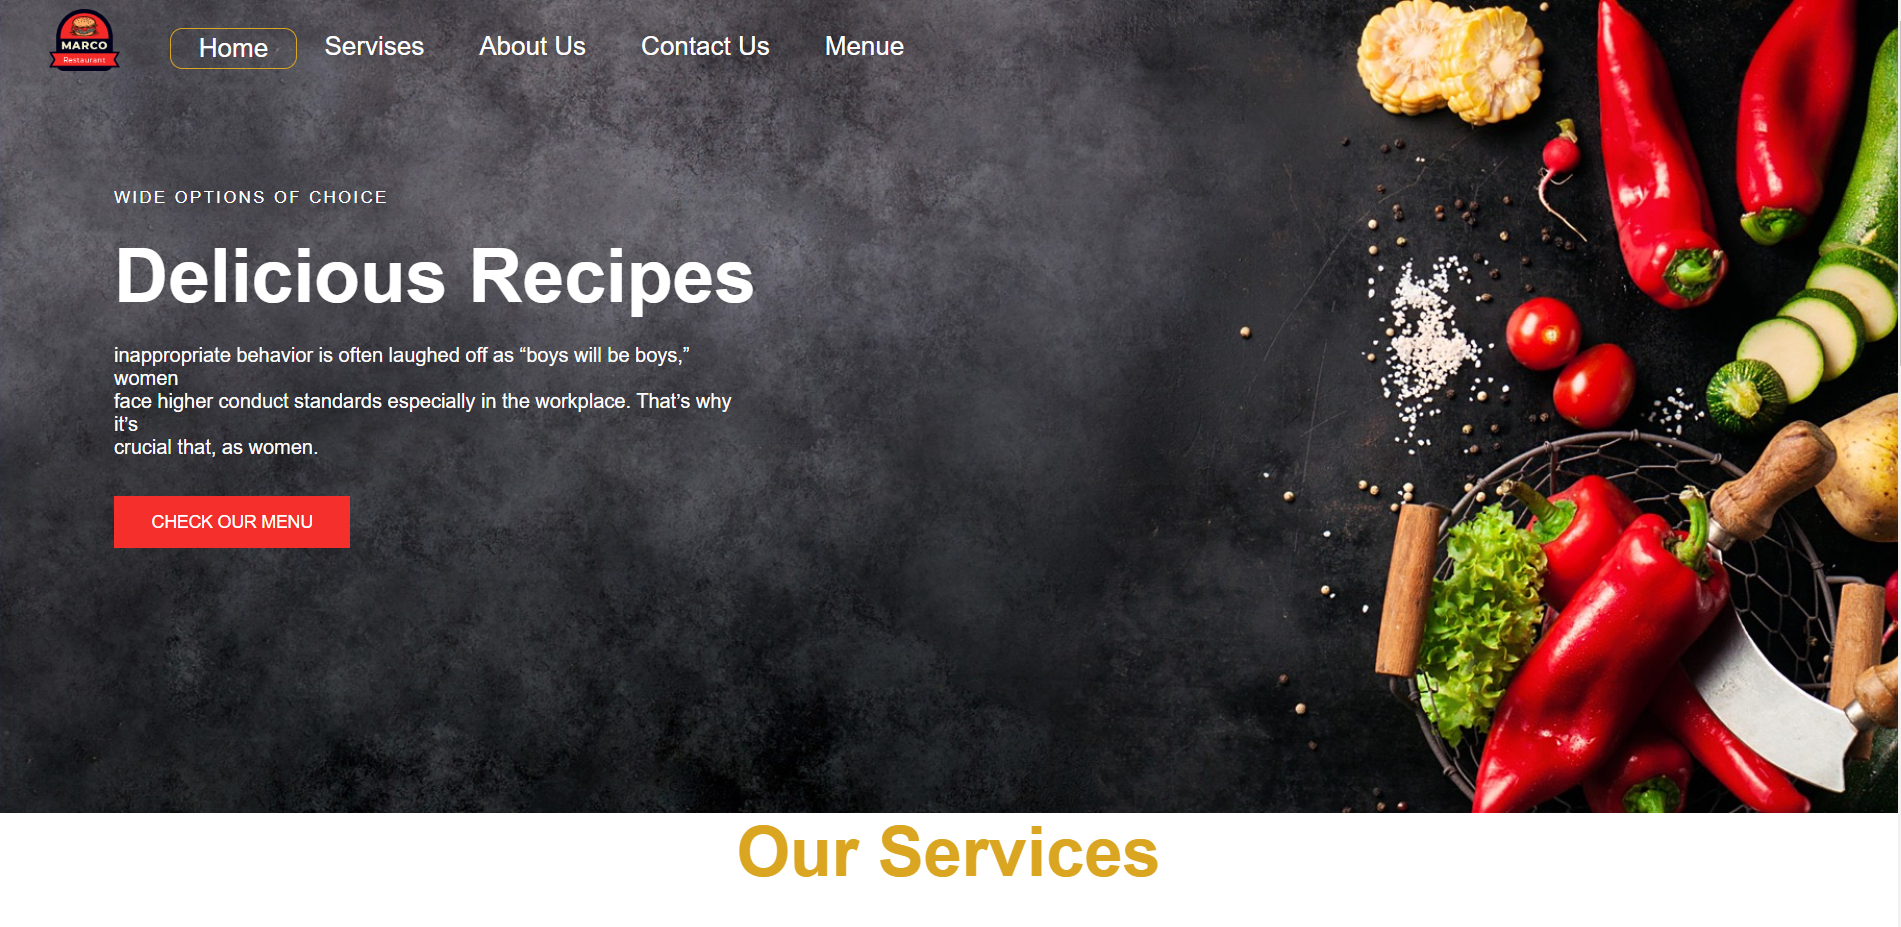 MARCO
Restaurant
Home
Servises
About Us
Contact Us
Menue
WIDE OPTIONS OF CHOICE
Delicious Recipes
inappropriate behavior is often laughed off as “boys will be boys,”
women
face higher conduct standards especially in the workplace. That’s why
it’s
crucial that, as women.
CHECK OUR MENU
Our Services